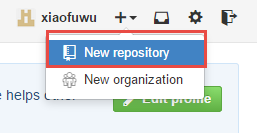 xiaofuwu
New repository
New organization
e helps other
Edit profile